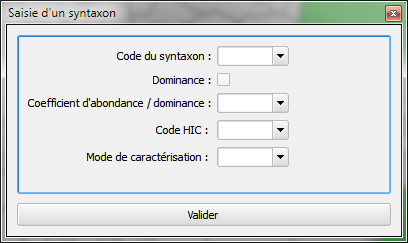 Saisie d'un syntaxon
Code du syntaxon :
Dominance :
Coefficient d'abondance / dominance :
Code HIC :
Mode de caractérisation :
Valider